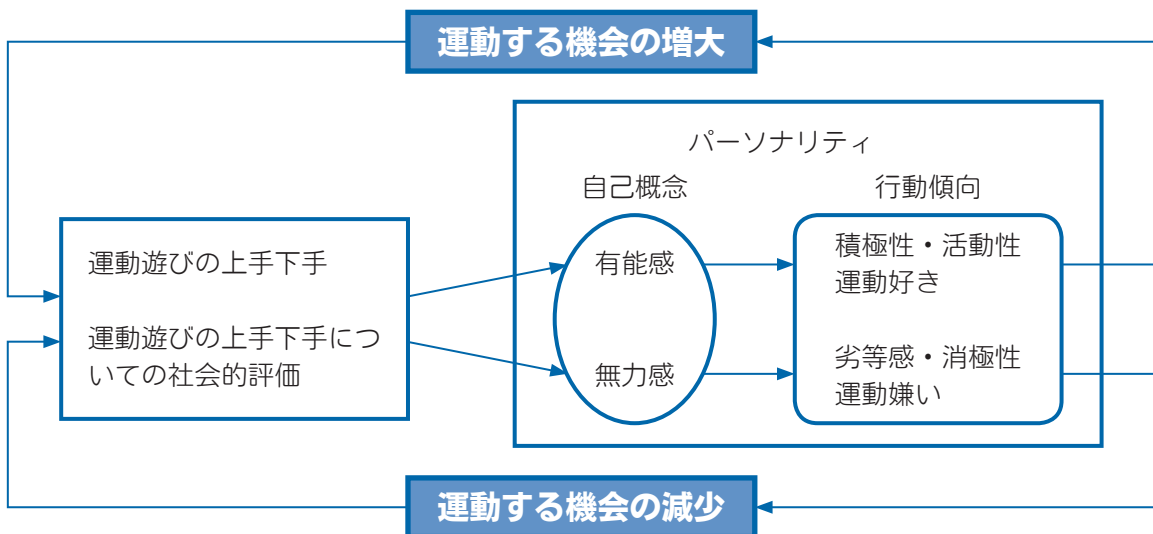 運動する機会の増大
パーソナリティ
自己概念
行動傾向
運動遊びの上手下手
運動遊びの上手下手につ
いての社会的評価
有能感
無力感
積極性・活動性
運動好き
劣等感・消極性
運動嫌い
運動する機会の減少